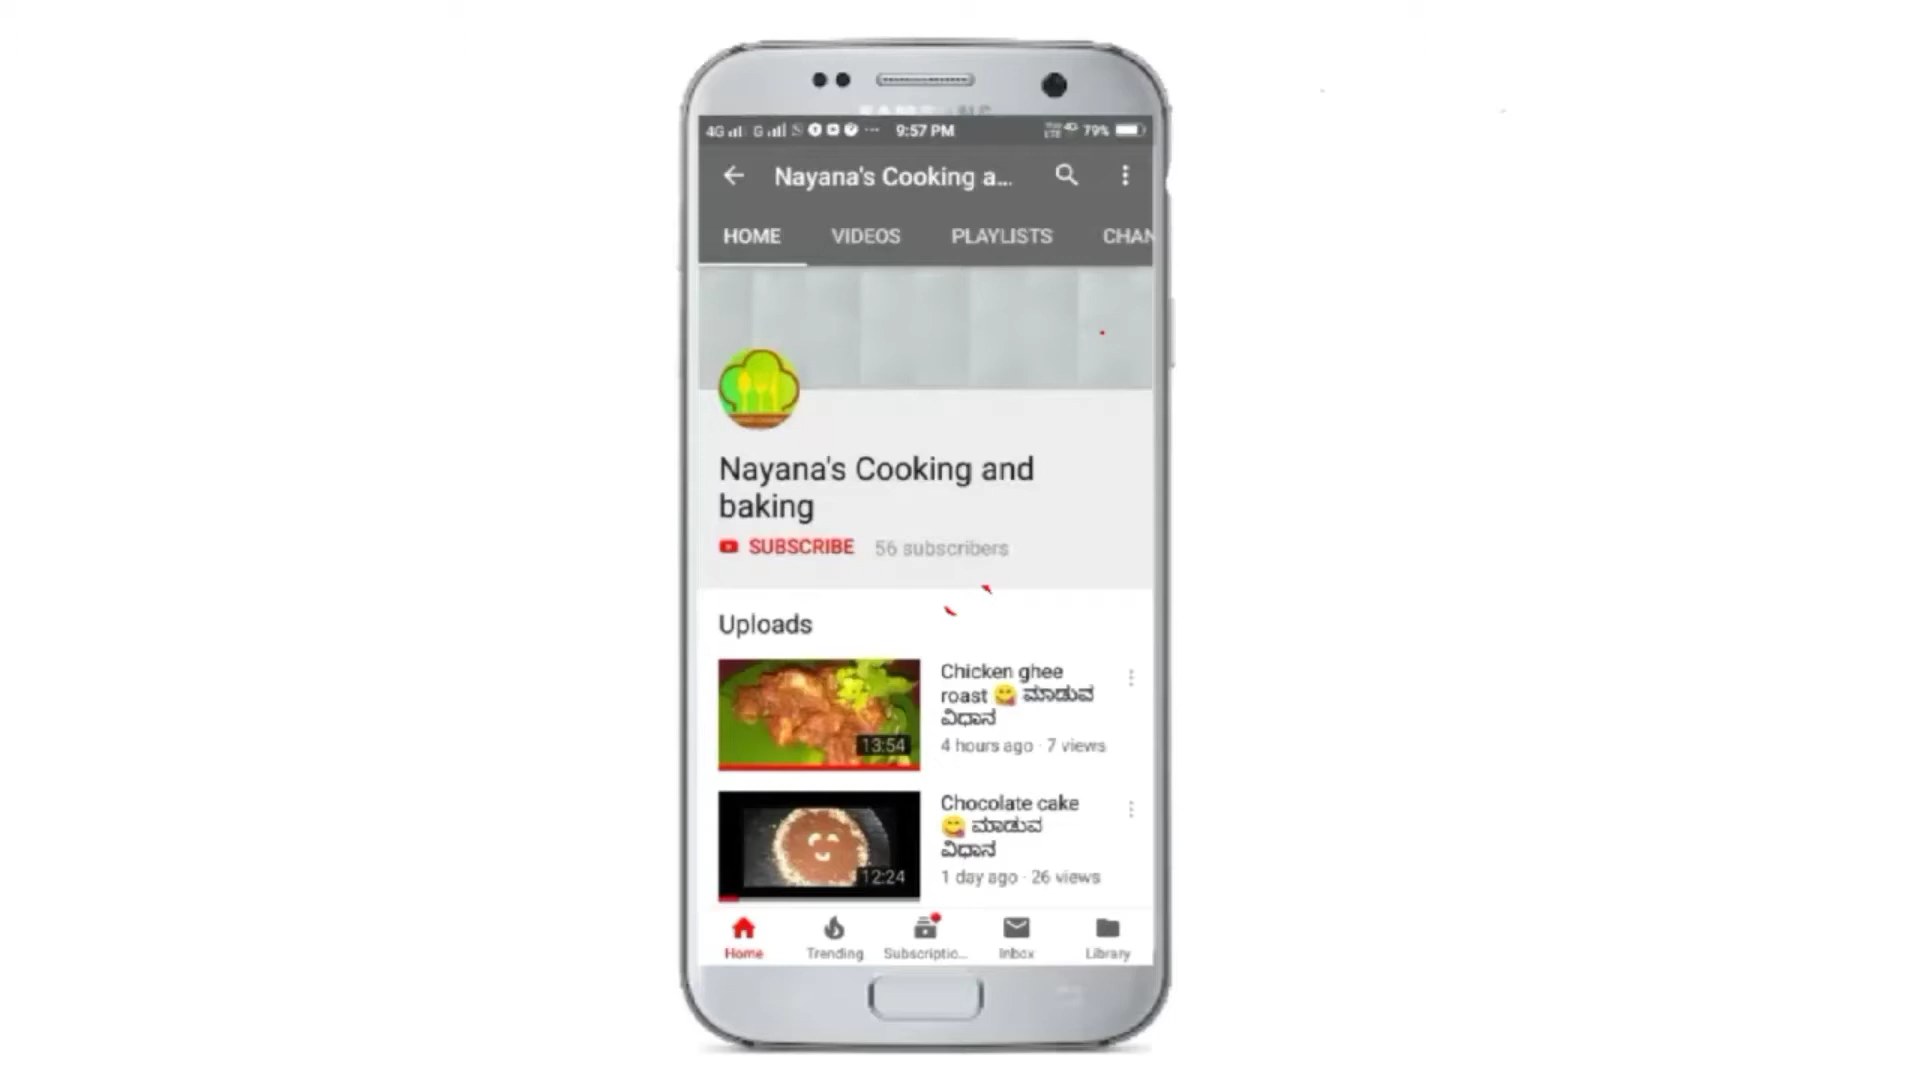 4G G 9:57 PM 4G 79%
Nayana's Cooking a...
HOME VIDEOS PLAYLISTS CHAN
Nayana's Cooking and
baking
SUBSCRIBE 56 subscribers
Uploads
Chicken ghee
roast 😋 ಮಾಡುವ
ವಿಧಾನ
4 hours ago · 7 views
13:54
Chocolate cake
😋 ಮಾಡುವ
ವಿಧಾನ
1 day ago · 26 views
12:24
Home Trending Subscriptio... Inbox Library